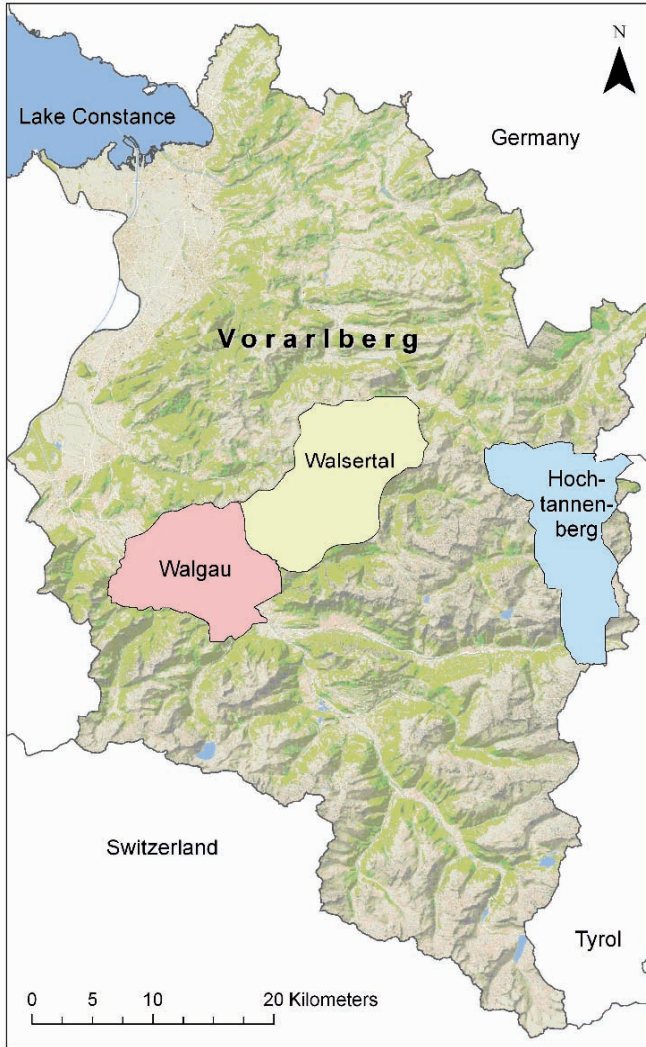 N
Lake Constance
Germany
Vorarlberg
Walsertal
Hoch-
tannen-
berg
Walgau
Switzerland
Tyrol
0 5 10 20 Kilometers